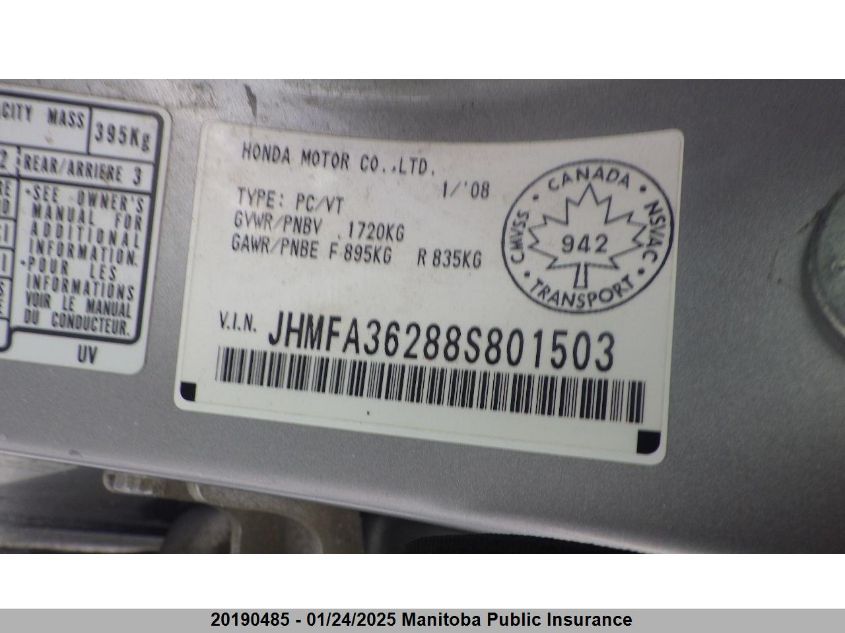 CITY MASS 395Kg
2 REAR/ARRIERE 3
•SEE OWNER'S
MANUAL FOR
ADDITIONAL
INFORMATION.
•POUR LES
INFORMATIONS
VOIR LE MANUAL
DU CONDUCTEUR.
UV
HONDA MOTOR CO.,LTD.
1/'08
TYPE: PC/VT
GVWR/PNBV 1720KG
GAWR/PNBE F 895KG R 835KG
V.I.N. JHMFA36288S801503
CANADA
CMVSS 942 NSVAC
TRANSPORT
20190485 - 01/24/2025 Manitoba Public Insurance